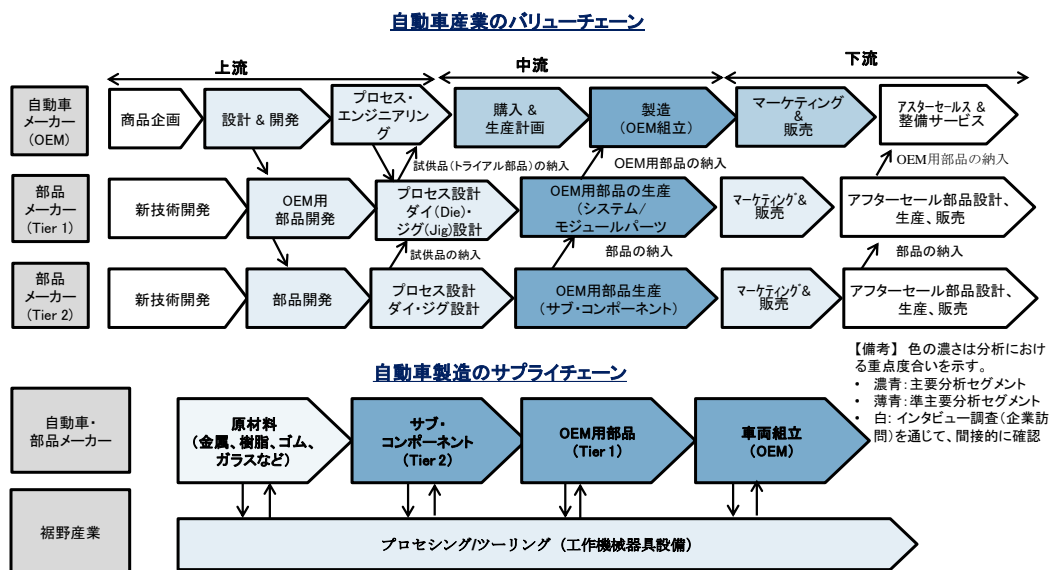 自動車産業のバリューチェーン
上流
中流
下流
自動車
メーカー
(OEM)
商品企画
設計 & 開発
プロセス・
エンジニアリン
グ
購入 &
生産計画
製造
(OEM組立)
マーケティング
&
販売
アスターセールス &
整備サービス
試供品(トライアル部品)の納入
OEM用部品の納入
OEM用部品の納入
部品
メーカー
(Tier 1)
新技術開発
OEM用
部品開発
プロセス設計
ダイ(Die)・
ジグ(Jig)設計
OEM用部品の生産
(システム/
モジュールパーツ
マーケティング&
販売
アフターセール部品設計、
生産、販売
試供品の納入
部品の納入
部品の納入
部品
メーカー
(Tier 2)
新技術開発
部品開発
プロセス設計
ダイ・ジグ設計
OEM用部品生産
(サブ・コンポーネント)
マーケティング&
販売
アフターセール部品設計、
生産、販売
【備考】 色の濃さは分析におけ
る重点度合いを示す。
• 濃青：主要分析セグメント
• 薄青：準主要分析セグメント
• 白: インタビュー調査(企業訪
問)を通じて、間接的に確認
自動車製造のサプライチェーン
自動車・
部品メーカー
原材料
(金属、樹脂、ゴム、
ガラスなど)
サブ・
コンポーネント
(Tier 2)
OEM用部品
(Tier 1)
車両組立
(OEM)
裾野産業
プロセシング/ツーリング (工作機械器具設備)